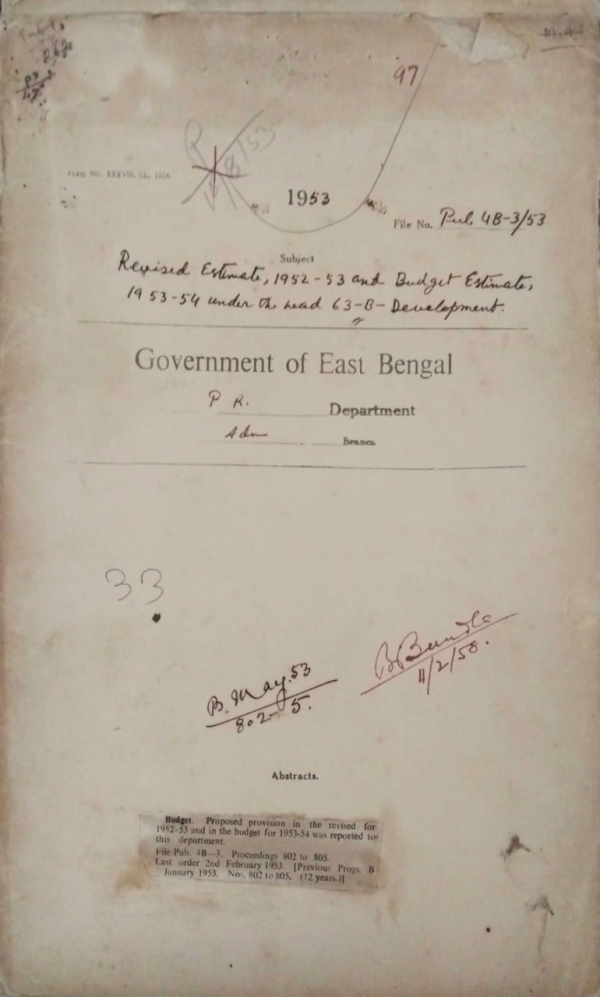 97
8/53
1953
File No. Pub. 4B-3/53
Subject
Revised Estimate, 1952-53 and Budget Estimate,
1953-54 under the head 63-B-Development.
Government of East Bengal
P R. Department
Adm Branch
33
B Bundle
11/2/58.
B. May. 53
802-5.
Abstracts.
Budget. Proposed provision in the revised for
1952-53 and in the budget for 1953-54 was reported to
this department.
File Pub. 4B—3. Proceedings 802 to 805.
Last order 2nd February 1953. [Previous Progs. B
January 1953. Nos. 802 to 805. (12 years.)]